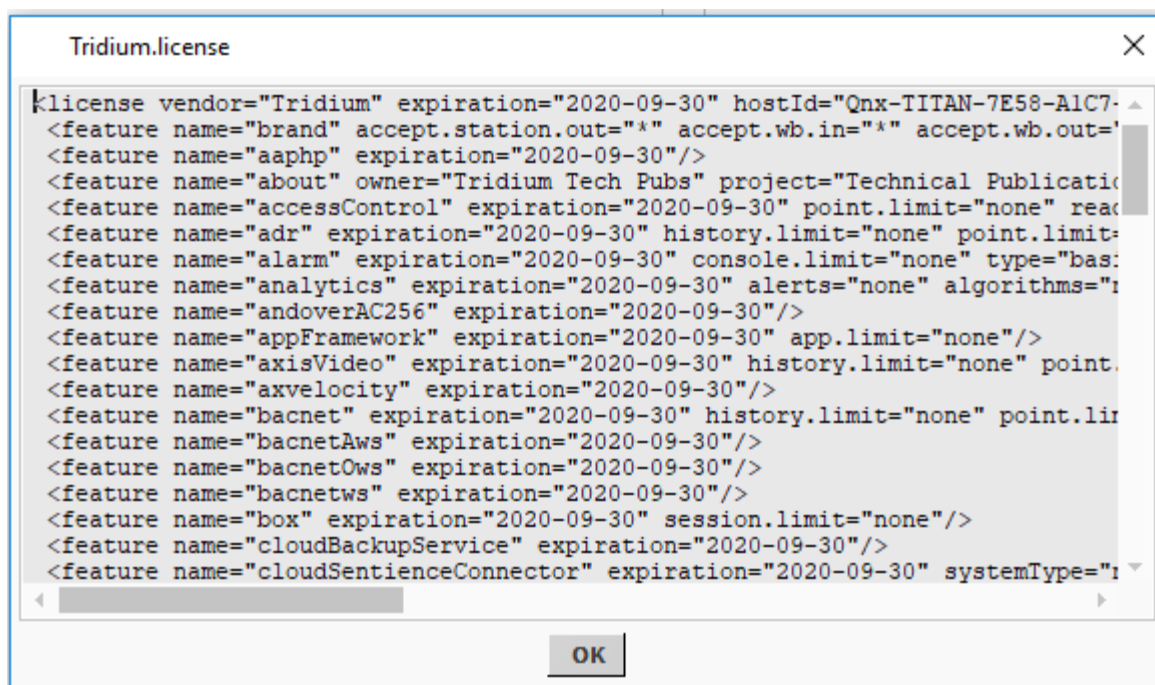 Tridium.license
<license vendor="Tridium" expiration="2020-09-30" hostId="Qnx-TITAN-7E58-A1C7-
<feature name="brand" accept.station.out="*" accept.wb.in="*" accept.wb.out="
<feature name="aaphp" expiration="2020-09-30"/>
<feature name="about" owner="Tridium Tech Pubs" project="Technical Publicatio
<feature name="accessControl" expiration="2020-09-30" point.limit="none" read
<feature name="adr" expiration="2020-09-30" history.limit="none" point.limit=
<feature name="alarm" expiration="2020-09-30" console.limit="none" type="basi
<feature name="analytics" expiration="2020-09-30" alerts="none" algorithms="n
<feature name="andoverAC256" expiration="2020-09-30"/>
<feature name="appFramework" expiration="2020-09-30" app.limit="none"/>
<feature name="axisVideo" expiration="2020-09-30" history.limit="none" point.
<feature name="axvelocity" expiration="2020-09-30"/>
<feature name="bacnet" expiration="2020-09-30" history.limit="none" point.lim
<feature name="bacnetAws" expiration="2020-09-30"/>
<feature name="bacnetOws" expiration="2020-09-30"/>
<feature name="bacnetws" expiration="2020-09-30"/>
<feature name="box" expiration="2020-09-30" session.limit="none"/>
<feature name="cloudBackupService" expiration="2020-09-30"/>
<feature name="cloudSentienceConnector" expiration="2020-09-30" systemType="n
OK